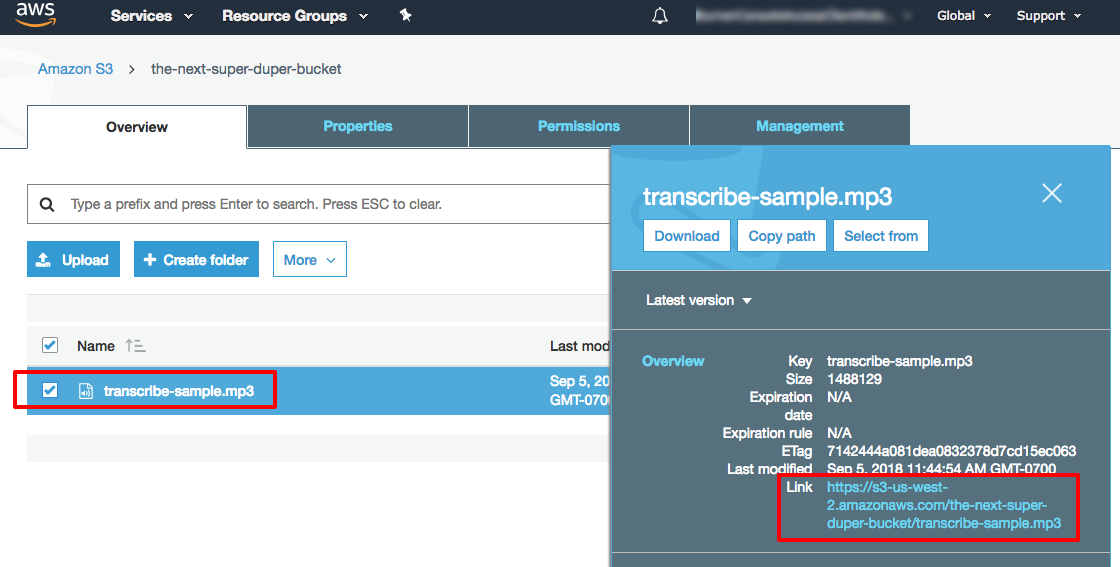 aws
Services
Resource Groups
Global
Support
Amazon S3 > the-next-super-duper-bucket
Overview
Properties
Permissions
Management
Type a prefix and press Enter to search. Press ESC to clear.
Upload
+ Create folder
More
Name
Last mod
transcribe-sample.mp3
Sep 5, 20
GMT-0700
transcribe-sample.mp3
Download
Copy path
Select from
Latest version
Overview
Key transcribe-sample.mp3
Size 1488129
Expiration N/A
date
Expiration rule N/A
ETag 7142444a081dea0832378d7cd15ec063
Last modified Sep 5, 2018 11:44:54 AM GMT-0700
Link https://s3-us-west-
2.amazonaws.com/the-next-super-
duper-bucket/transcribe-sample.mp3